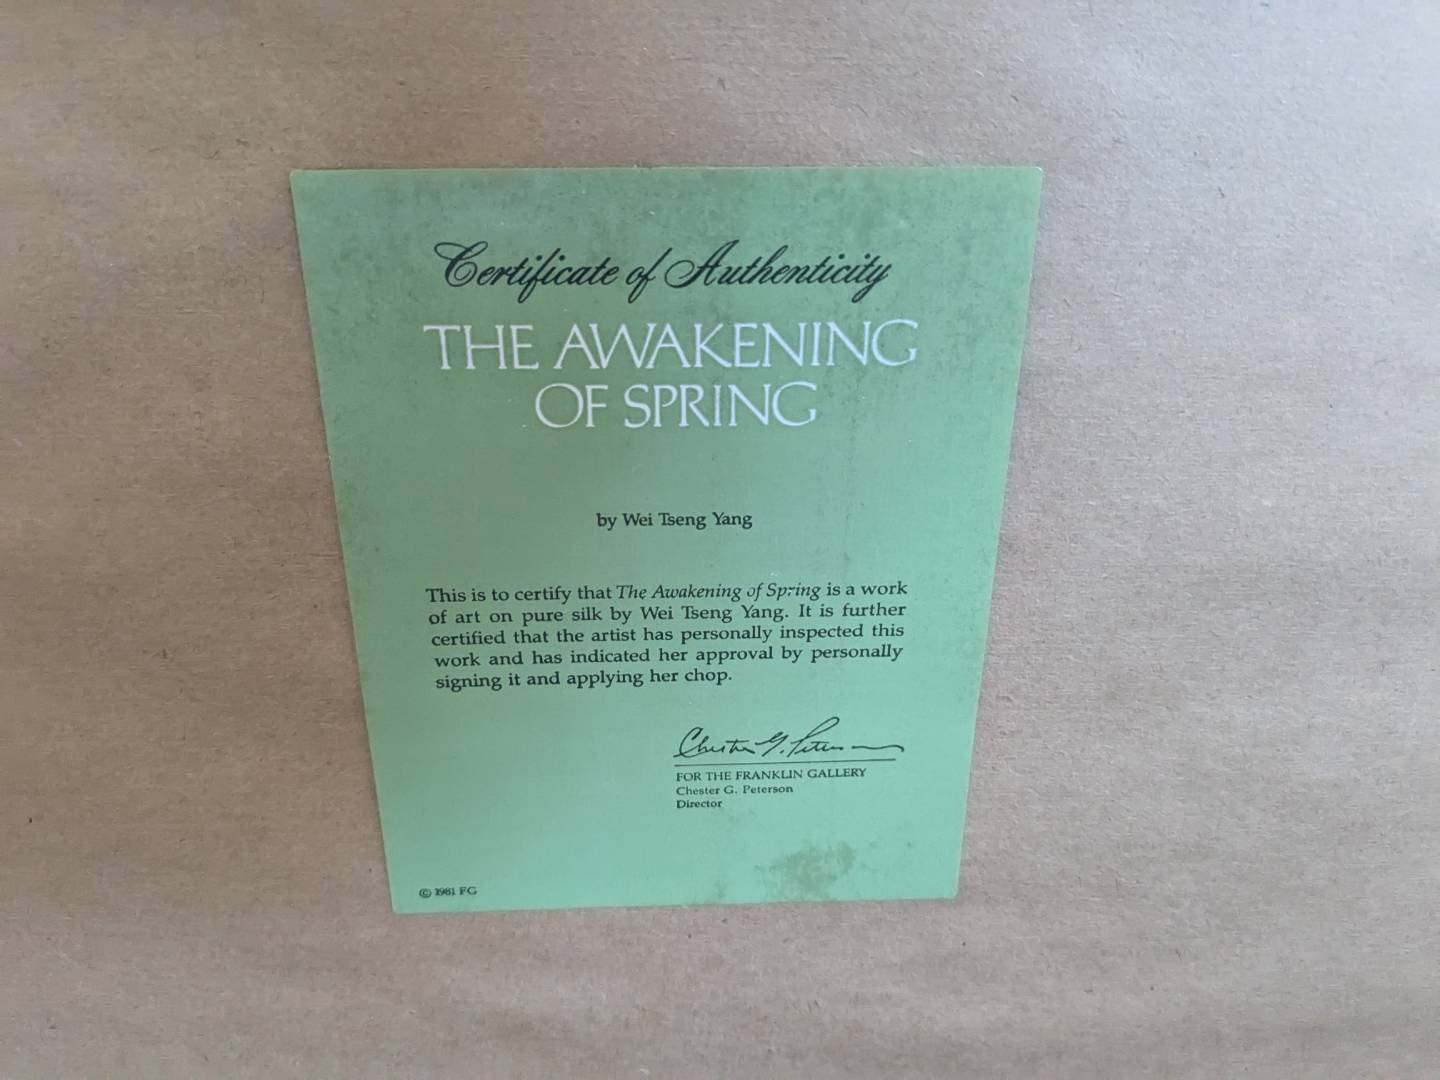 Certificate of Authenticity
THE AWAKENING
OF SPRING
by Wei Tseng Yang
This is to certify that The Awakening of Spring is a work
of art on pure silk by Wei Tseng Yang. It is further
certified that the artist has personally inspected this
work and has indicated her approval by personally
signing it and applying her chop.
Chester G. Peterson
FOR THE FRANKLIN GALLERY
Chester G. Peterson
Director
© 1981 FG